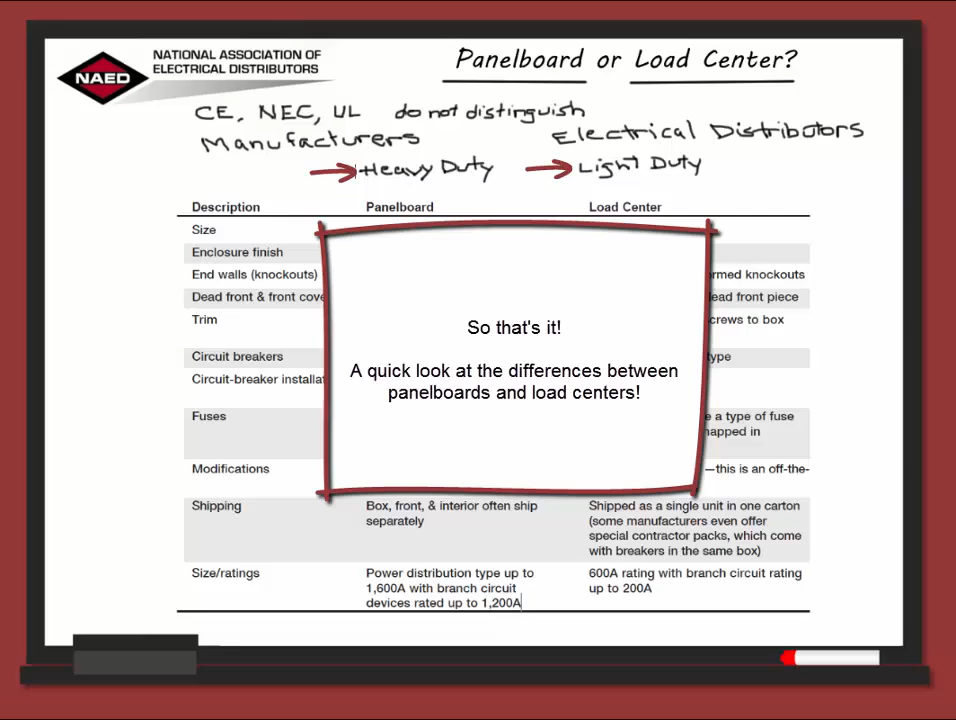 NATIONAL ASSOCIATION OF
ELECTRICAL DISTRIBUTORS
NAED
Panelboard or Load Center?
CE, NEC, UL do not distinguish
Manufacturers Electrical Distributors
Heavy Duty Light Duty
Description Panelboard Load Center
Size
Enclosure finish
End walls (knockouts) rmed knockouts
Dead front & front cove lead front piece
Trim crews to box
Circuit breakers type
Circuit-breaker installat
Fuses e a type of fuse
napped in
Modifications —this is an off-the-
So that's it!
A quick look at the differences between
panelboards and load centers!
Shipping Box, front, & interior often ship Shipped as a single unit in one carton
separately (some manufacturers even offer
special contractor packs, which come
with breakers in the same box)
Size/ratings Power distribution type up to 600A rating with branch circuit rating
1,600A with branch circuit up to 200A
devices rated up to 1,200A